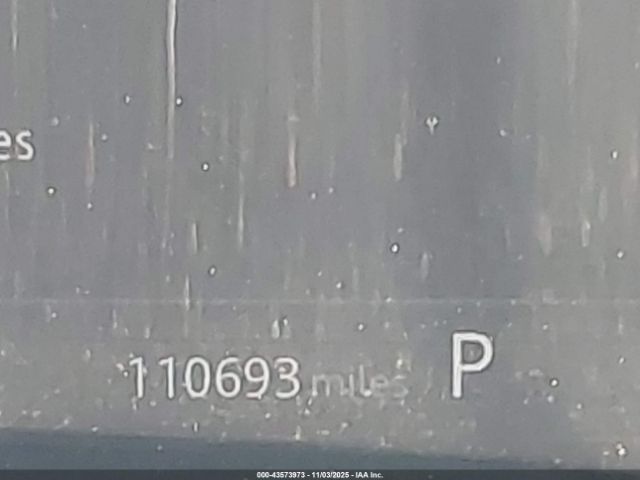 es
110693 miles P
000-43573973 - 11/03/2025 - IAA Inc.